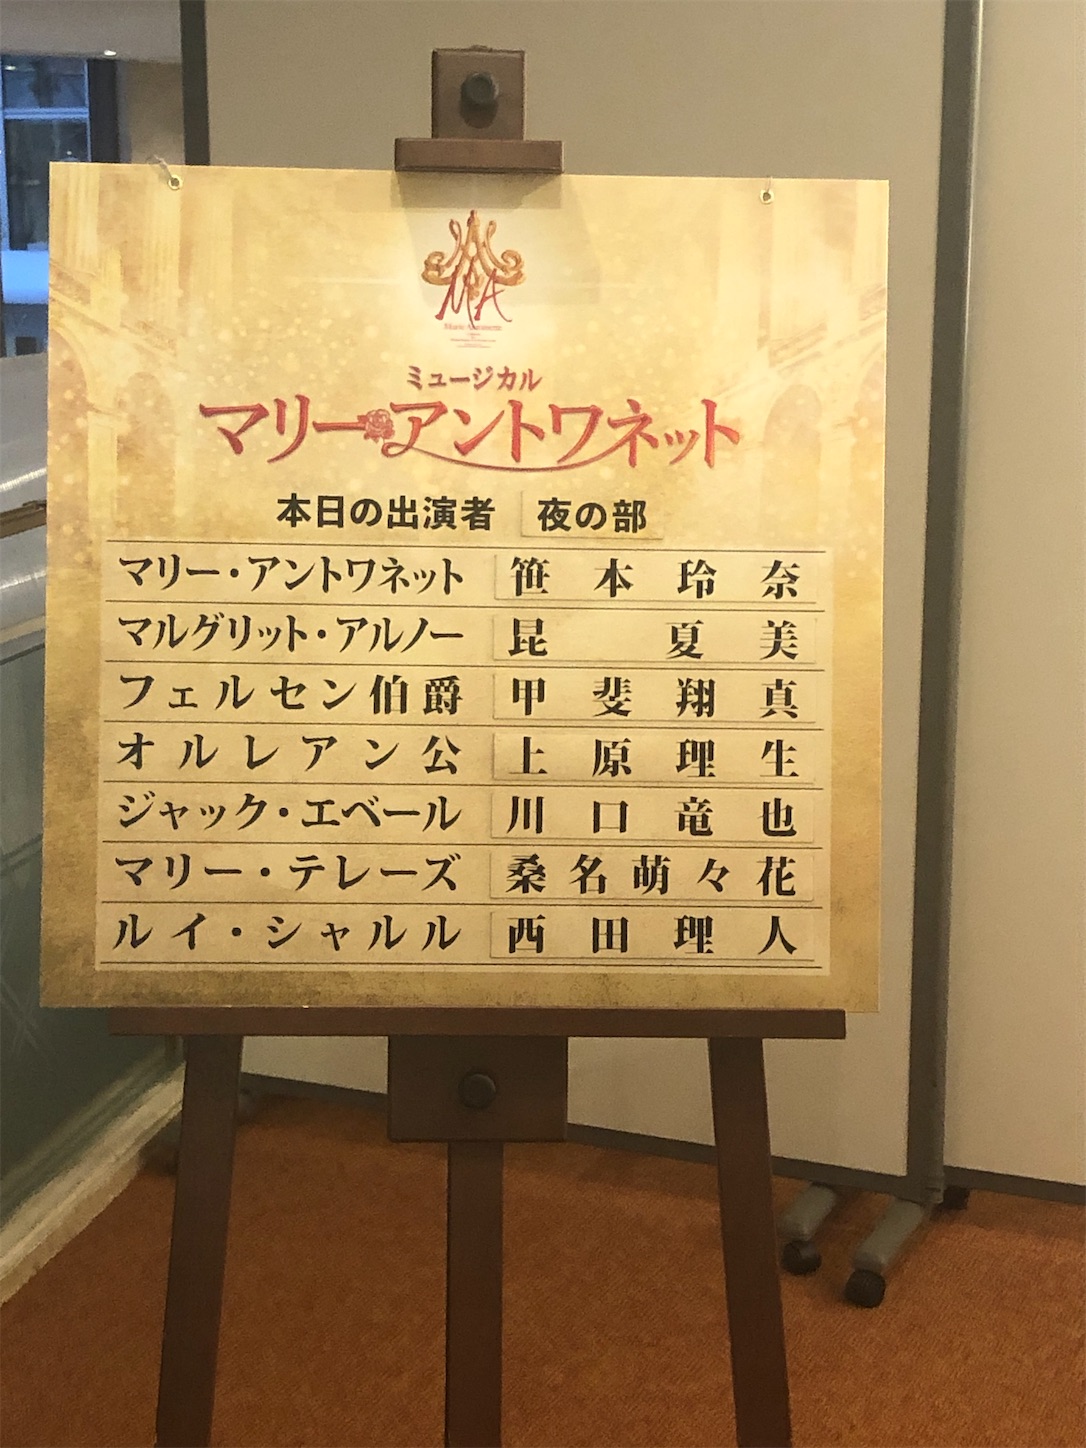 MA
Marie Antoinette
ミュージカル
マリー・アントワネット
本日の出演者 夜の部
マリー・アントワネット 笹本玲奈
マルグリット・アルノー 昆夏美
フェルセン伯爵 甲斐翔真
オルレアン公 上原理生
ジャック・エベール 川口竜也
マリー・テレーズ 桑名萌々花
ルイ・シャルル 西田理人